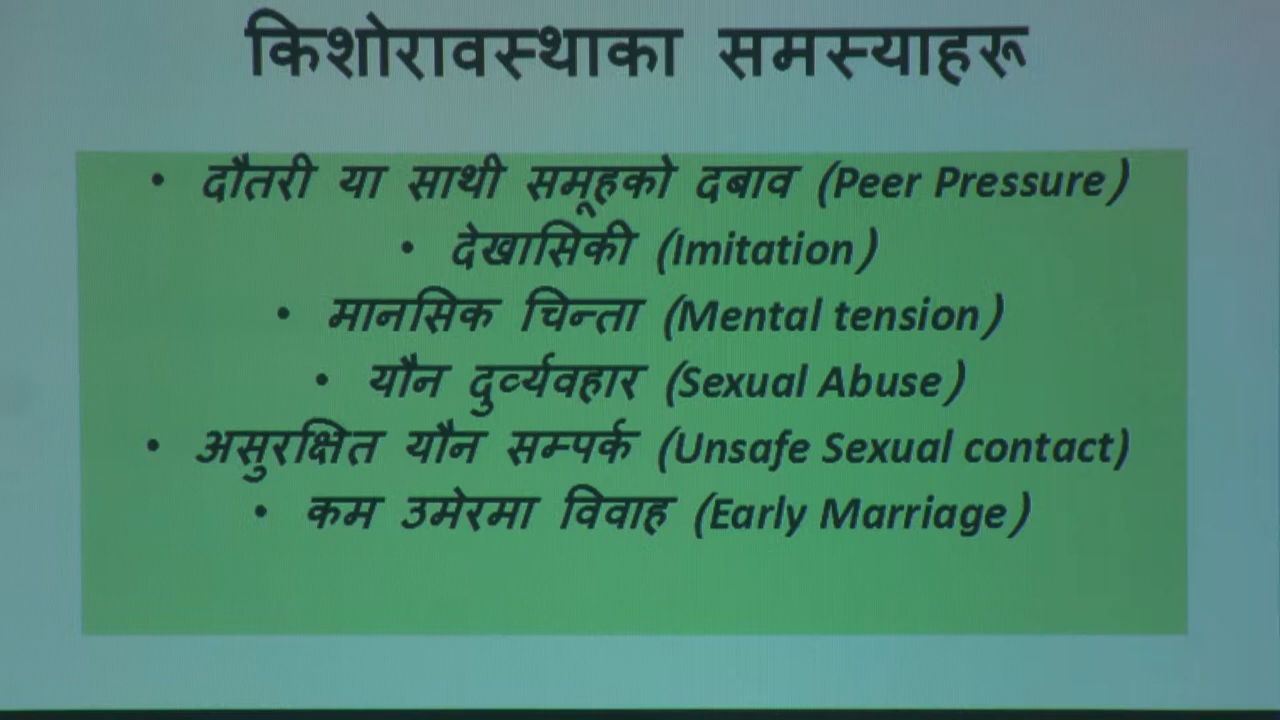 किशोरावस्थाका समस्याहरू
• दौतरी या साथी समूहको दबाव (Peer Pressure)
• देखासिकी (Imitation)
• मानसिक चिन्ता (Mental tension)
• यौन दुर्व्यवहार (Sexual Abuse)
• असुरक्षित यौन सम्पर्क (Unsafe Sexual contact)
• कम उमेरमा विवाह (Early Marriage)